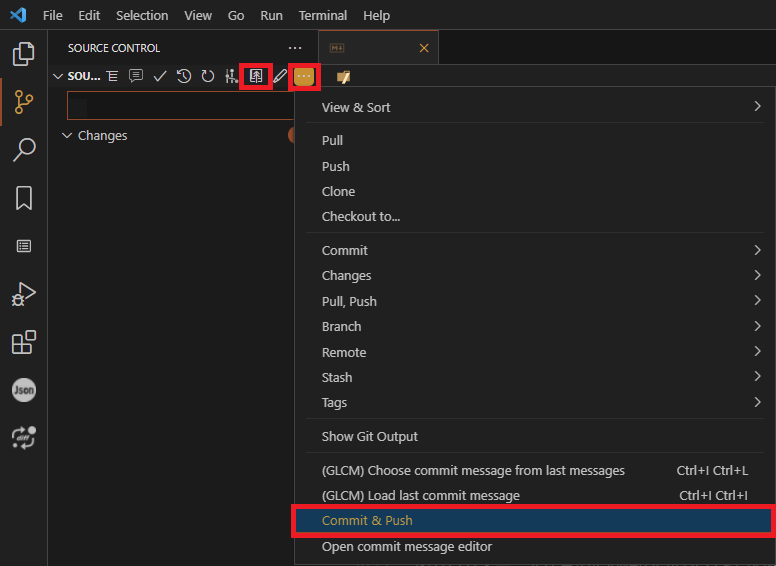 File Edit Selection View Go Run Terminal Help
SOURCE CONTROL ...
SOU...
Changes
View & Sort
Pull
Push
Clone
Checkout to...
Commit
Changes
Pull, Push
Branch
Remote
Stash
Tags
Show Git Output
(GLCM) Choose commit message from last messages Ctrl+I Ctrl+L
(GLCM) Load last commit message Ctrl+I Ctrl+I
Commit & Push
Open commit message editor
Json
diff